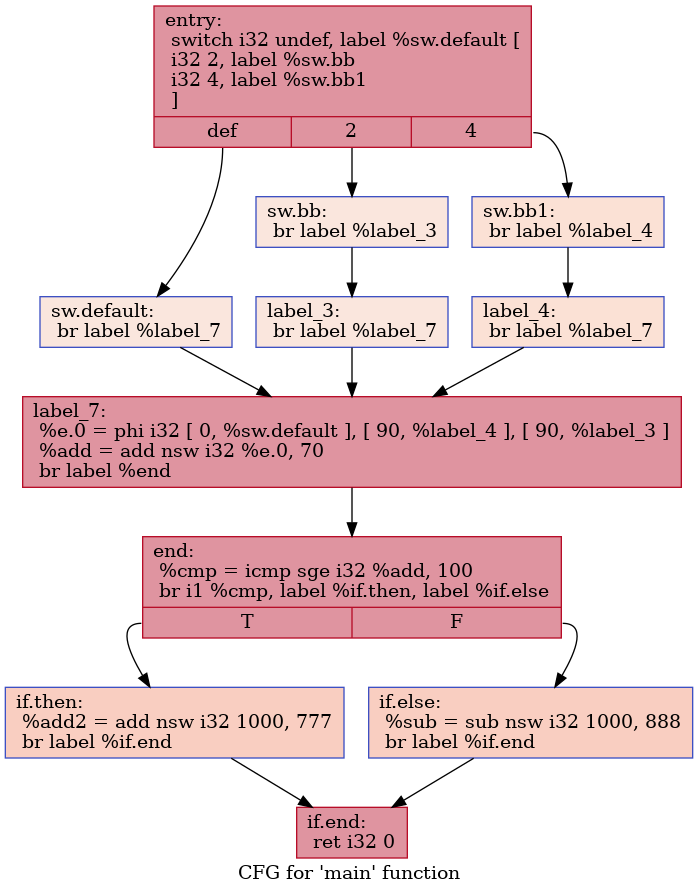 entry:
switch i32 undef, label %sw.default [
i32 2, label %sw.bb
i32 4, label %sw.bb1
]
def 2 4
sw.bb:
br label %label_3
sw.bb1:
br label %label_4
sw.default:
br label %label_7
label_3:
br label %label_7
label_4:
br label %label_7
label_7:
%e.0 = phi i32 [ 0, %sw.default ], [ 90, %label_4 ], [ 90, %label_3 ]
%add = add nsw i32 %e.0, 70
br label %end
end:
%cmp = icmp sge i32 %add, 100
br i1 %cmp, label %if.then, label %if.else
T F
if.then:
%add2 = add nsw i32 1000, 777
br label %if.end
if.else:
%sub = sub nsw i32 1000, 888
br label %if.end
if.end:
ret i32 0
CFG for 'main' function